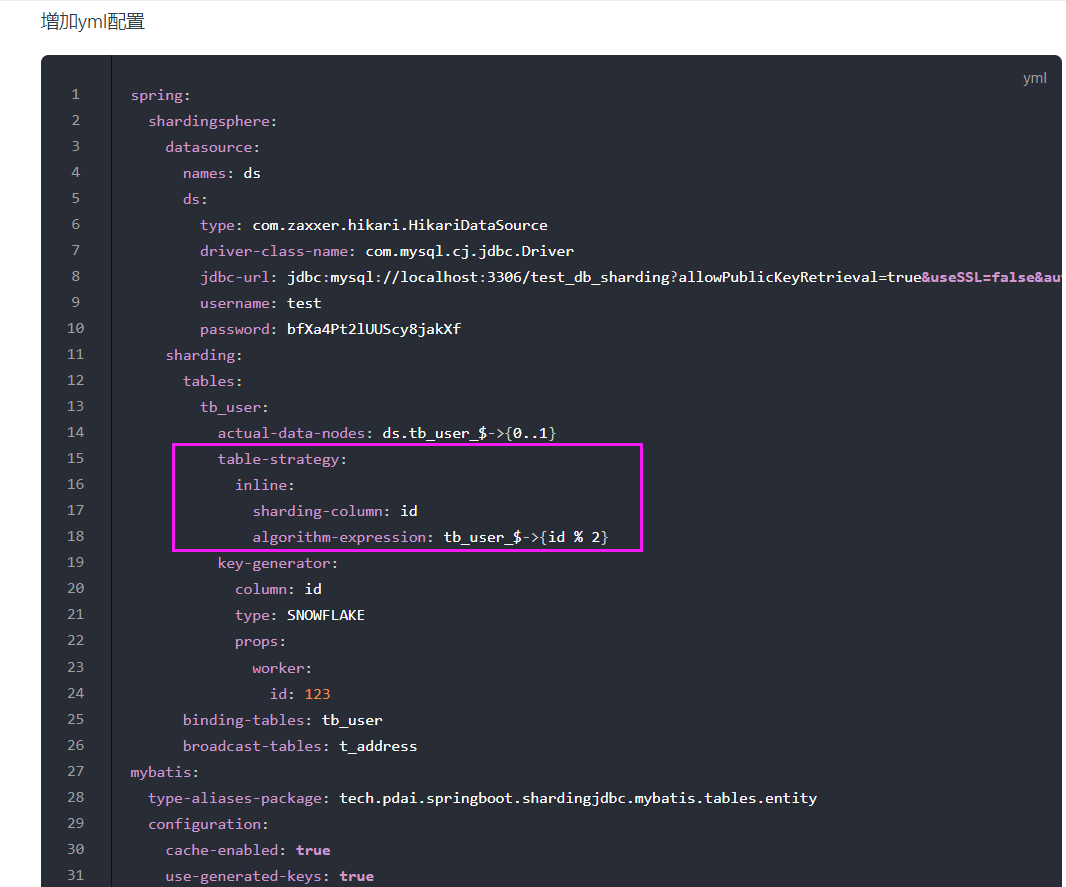 增加yml配置
yml
1 spring:
2   shardingsphere:
3     datasource:
4       names: ds
5       ds:
6         type: com.zaxxer.hikari.HikariDataSource
7         driver-class-name: com.mysql.cj.jdbc.Driver
8         jdbc-url: jdbc:mysql://localhost:3306/test_db_sharding?allowPublicKeyRetrieval=true&useSSL=false&au
9         username: test
10         password: bfXa4Pt2lUUScy8jakXf
11     sharding:
12       tables:
13         tb_user:
14           actual-data-nodes: ds.tb_user_$->{0..1}
15           table-strategy:
16             inline:
17               sharding-column: id
18               algorithm-expression: tb_user_$->{id % 2}
19           key-generator:
20             column: id
21             type: SNOWFLAKE
22             props:
23               worker:
24                 id: 123
25       binding-tables: tb_user
26       broadcast-tables: t_address
27 mybatis:
28   type-aliases-package: tech.pdai.springboot.shardingjdbc.mybatis.tables.entity
29   configuration:
30     cache-enabled: true
31     use-generated-keys: true